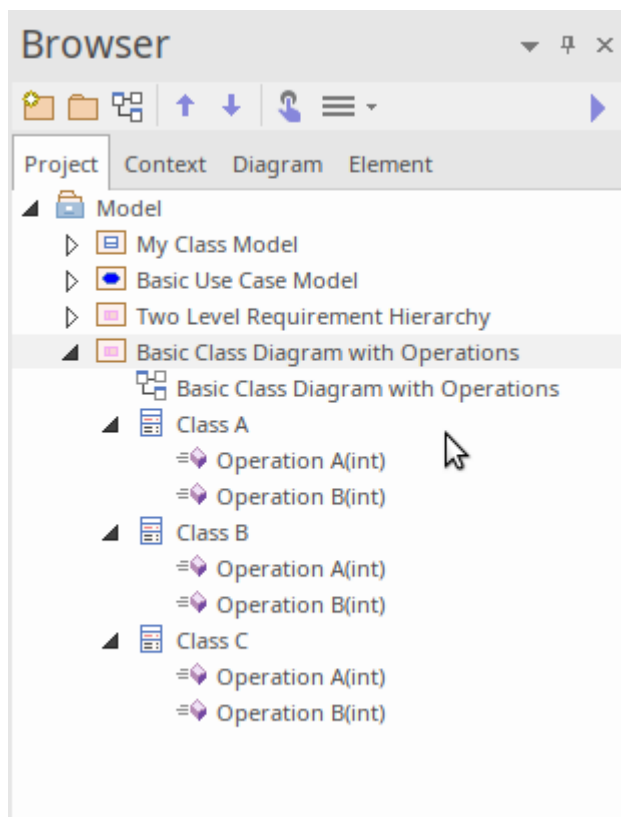 Browser
Project Context Diagram Element
Model
My Class Model
Basic Use Case Model
Two Level Requirement Hierarchy
Basic Class Diagram with Operations
Basic Class Diagram with Operations
Class A
Operation A(int)
Operation B(int)
Class B
Operation A(int)
Operation B(int)
Class C
Operation A(int)
Operation B(int)